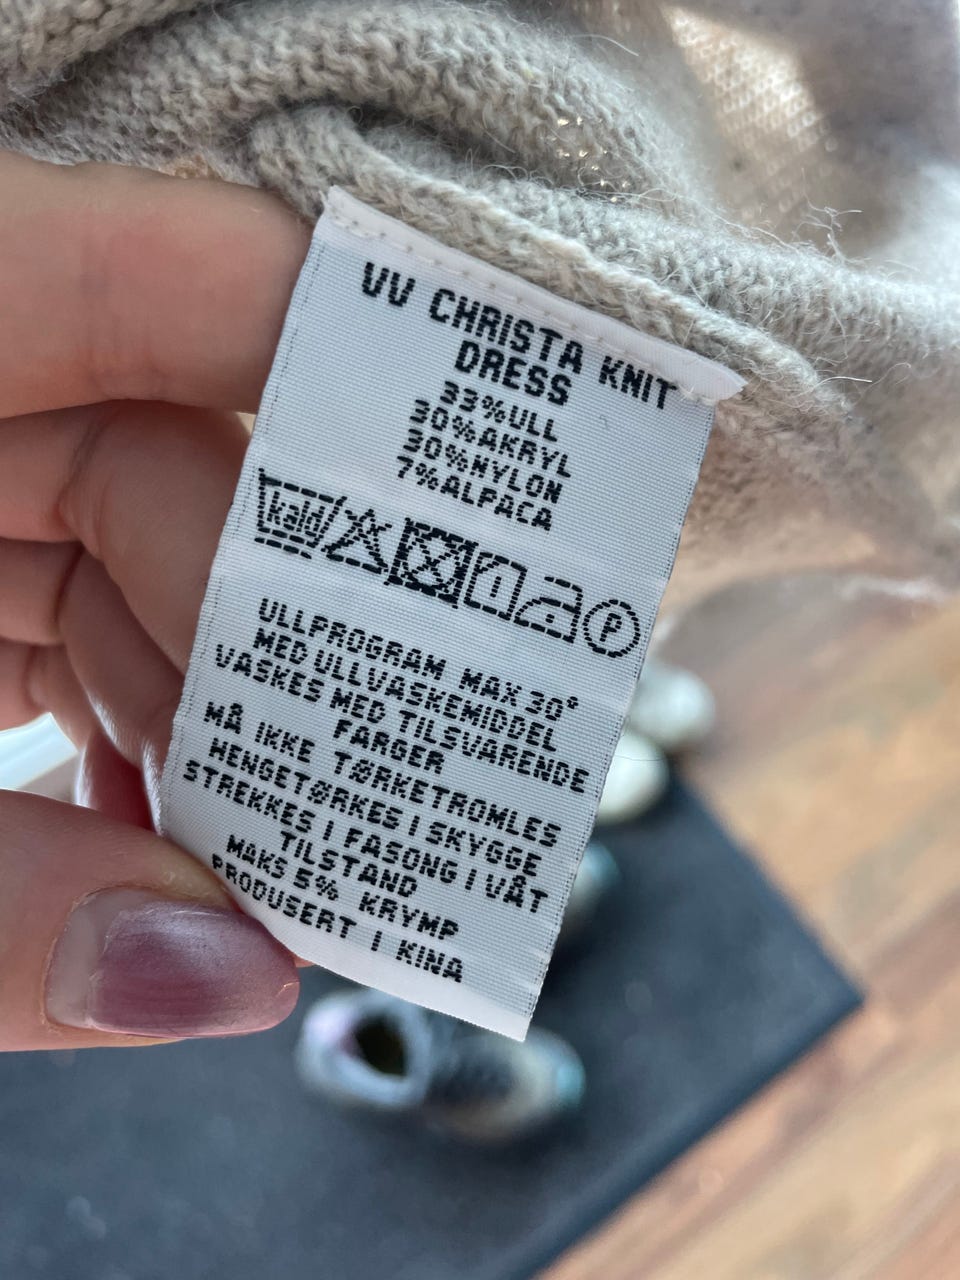 VV CHRISTA KNIT
DRESS
33%ULL
30%AKRYL
30%NYLON
7%ALPACA
kald P
ULLPROGRAM MAX 30°
MED ULLVASKEMIDDEL
VASKES MED TILSVARENDE
FARGER
MÅ IKKE TØRKETROMLES
HENGETØRKES I SKYGGE
STREKKES I FASONG I VÅT
TILSTAND
MAKS 5% KRYMP
PRODUSERT I KINA